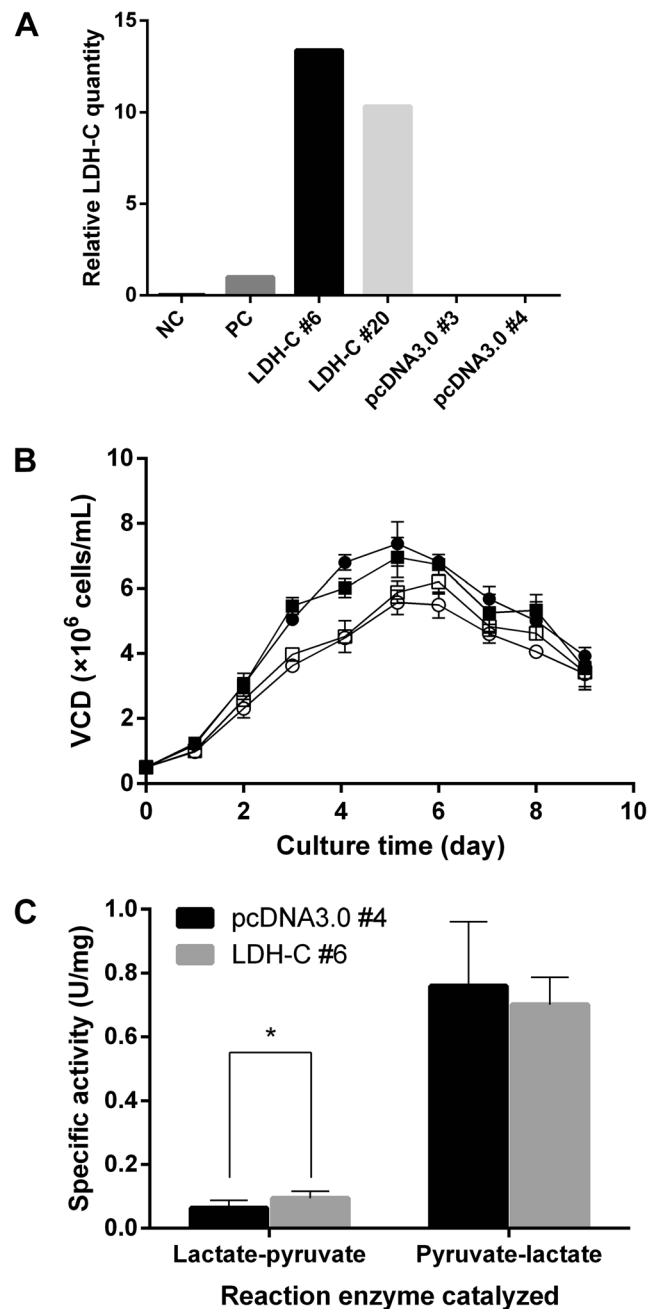 A
Relative LDH-C quantity
15
10
5
0
NC
PC
LDH-C #6
LDH-C #20
pcDNA3.0 #3
pcDNA3.0 #4
B
VCD (×10⁶ cells/mL)
10
8
6
4
2
0
0 2 4 6 8 10
Culture time (day)
C
Specific activity (U/mg)
1.0
0.8
0.6
0.4
0.2
0.0
pcDNA3.0 #4
LDH-C #6
*
Lactate-pyruvate Pyruvate-lactate
Reaction enzyme catalyzed